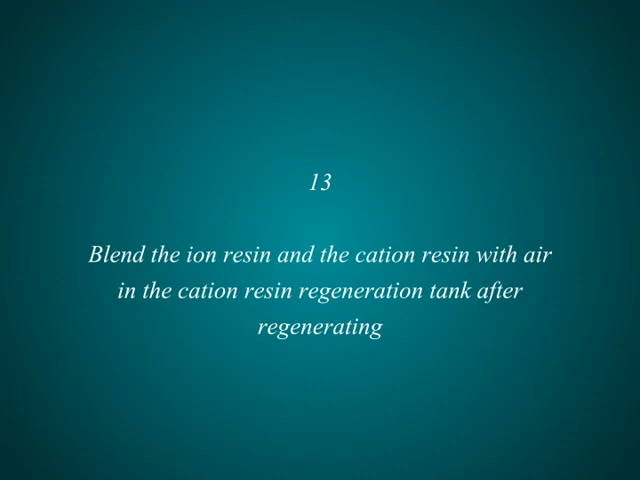 13
Blend the ion resin and the cation resin with air
in the cation resin regeneration tank after
regenerating